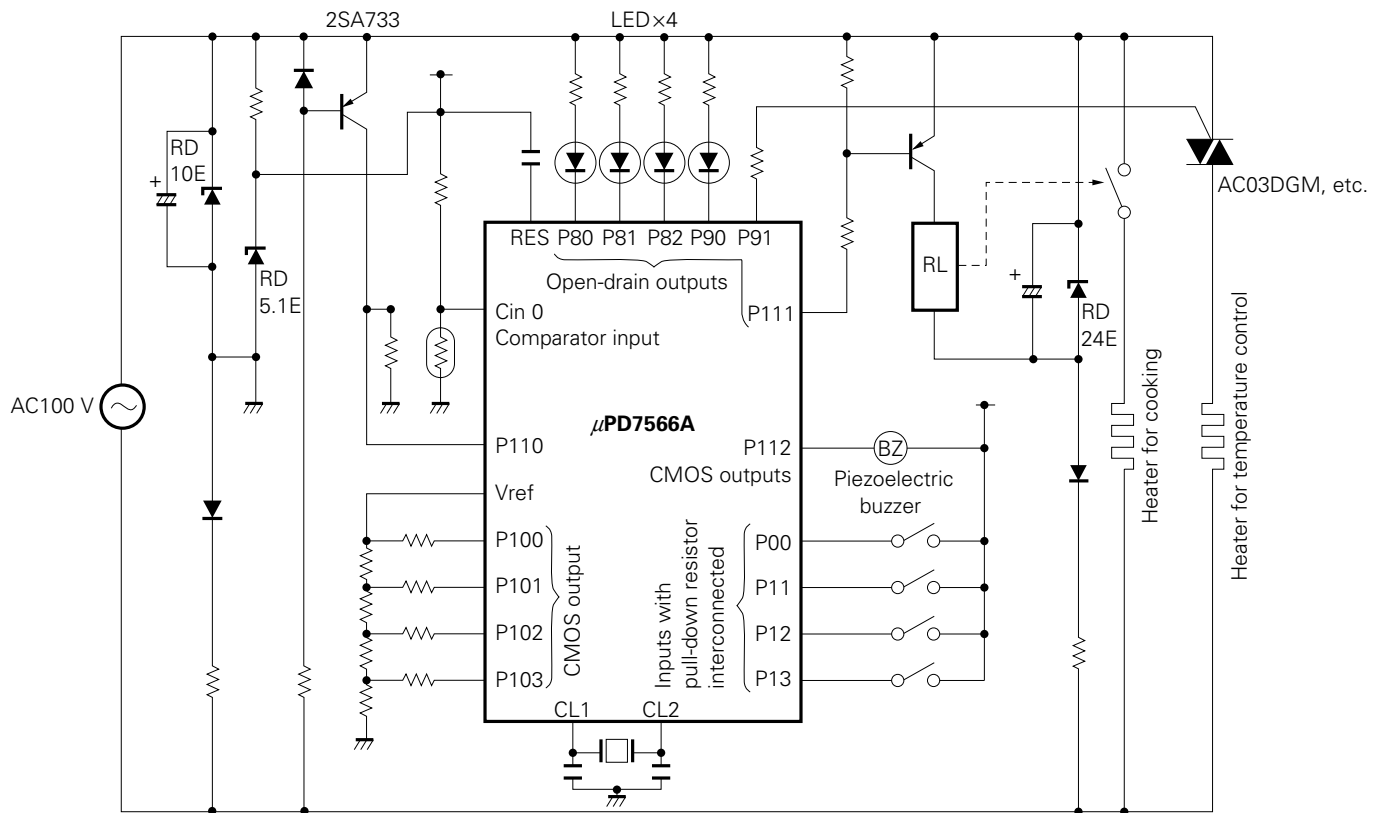 2SA733
LED×4
RD
10E
+
RD
5.1E
AC100 V
RES P80 P81 P82 P90 P91
Open-drain outputs
Cin 0
Comparator input
P111
RL
+
RD
24E
AC03DGM, etc.
Heater for cooking
Heater for temperature control
μPD7566A
P110
Vref
P112
CMOS outputs
BZ
Piezoelectric
buzzer
P100
P101
P102
P103
CMOS output
Inputs with
pull-down resistor
interconnected
P00
P11
P12
P13
CL1
CL2